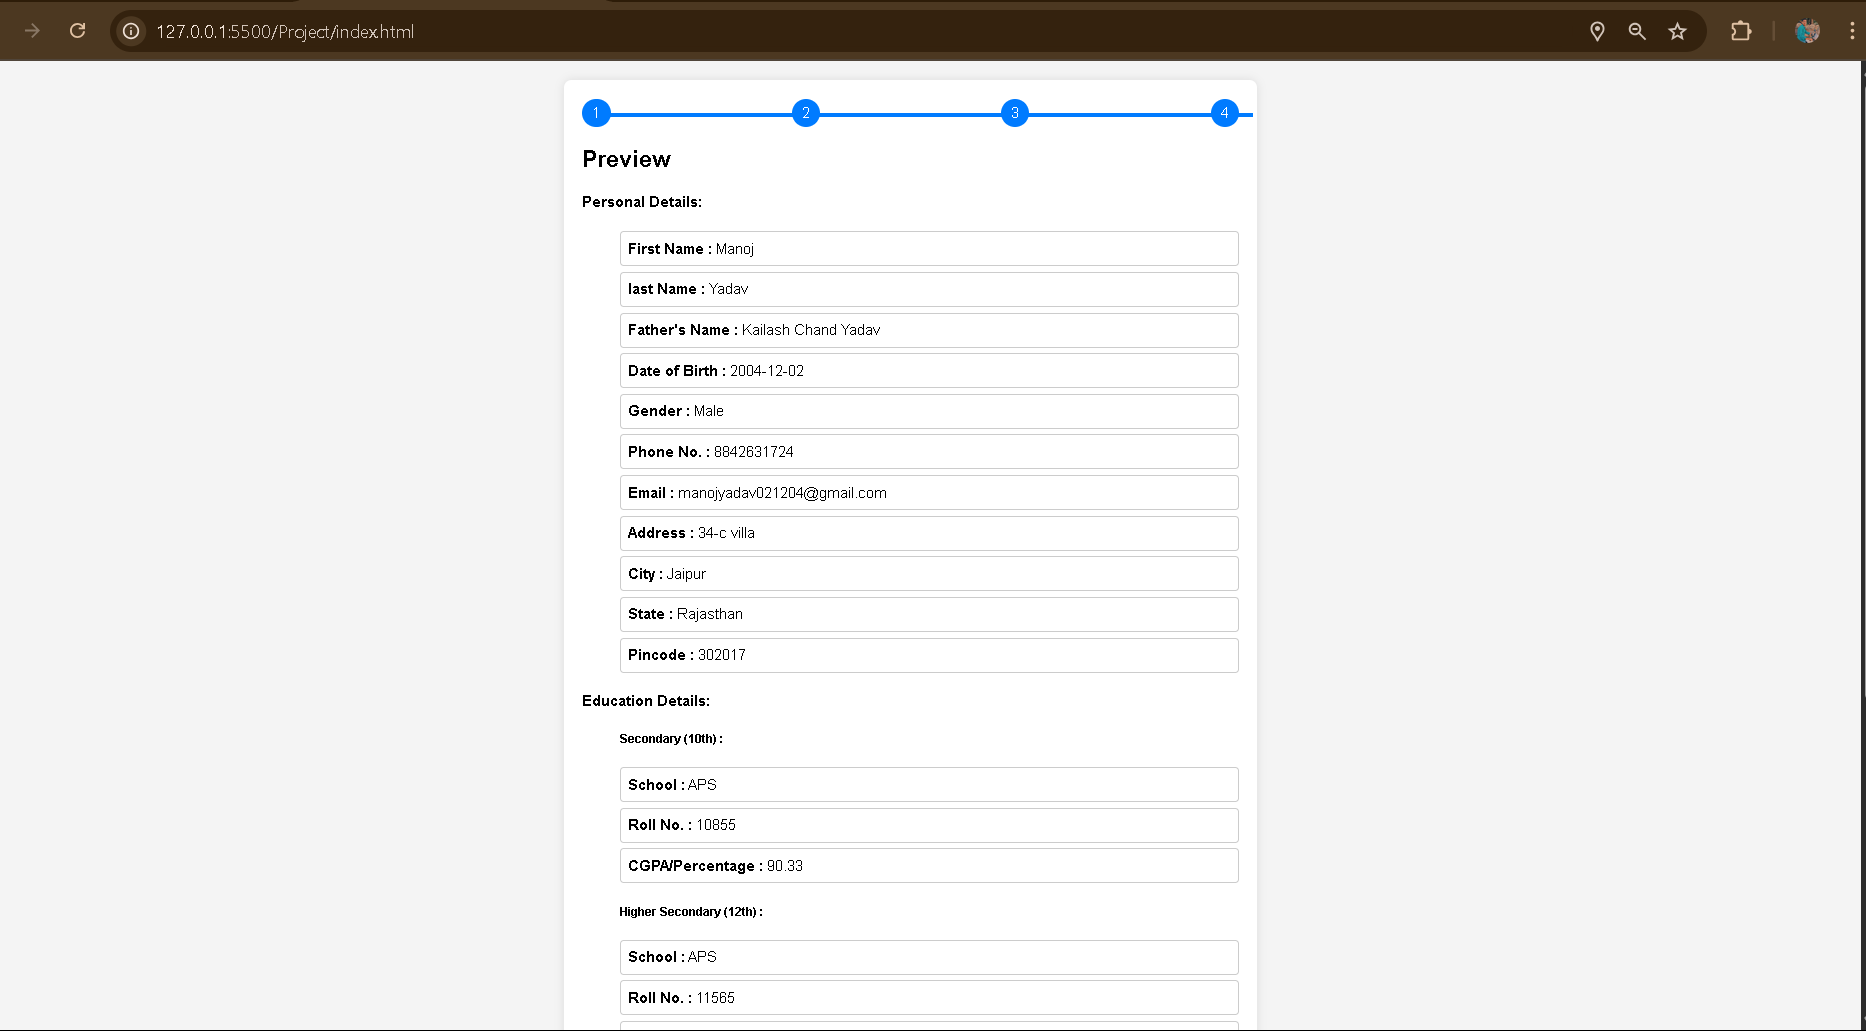 127.0.0.1:5500/Project/index.html
1 2 3 4
Preview
Personal Details:
First Name : Manoj
last Name : Yadav
Father's Name : Kailash Chand Yadav
Date of Birth : 2004-12-02
Gender : Male
Phone No. : 8842631724
Email : manojyadav021204@gmail.com
Address : 34-c villa
City : Jaipur
State : Rajasthan
Pincode : 302017
Education Details:
Secondary (10th) :
School : APS
Roll No. : 10855
CGPA/Percentage : 90.33
Higher Secondary (12th) :
School : APS
Roll No. : 11565